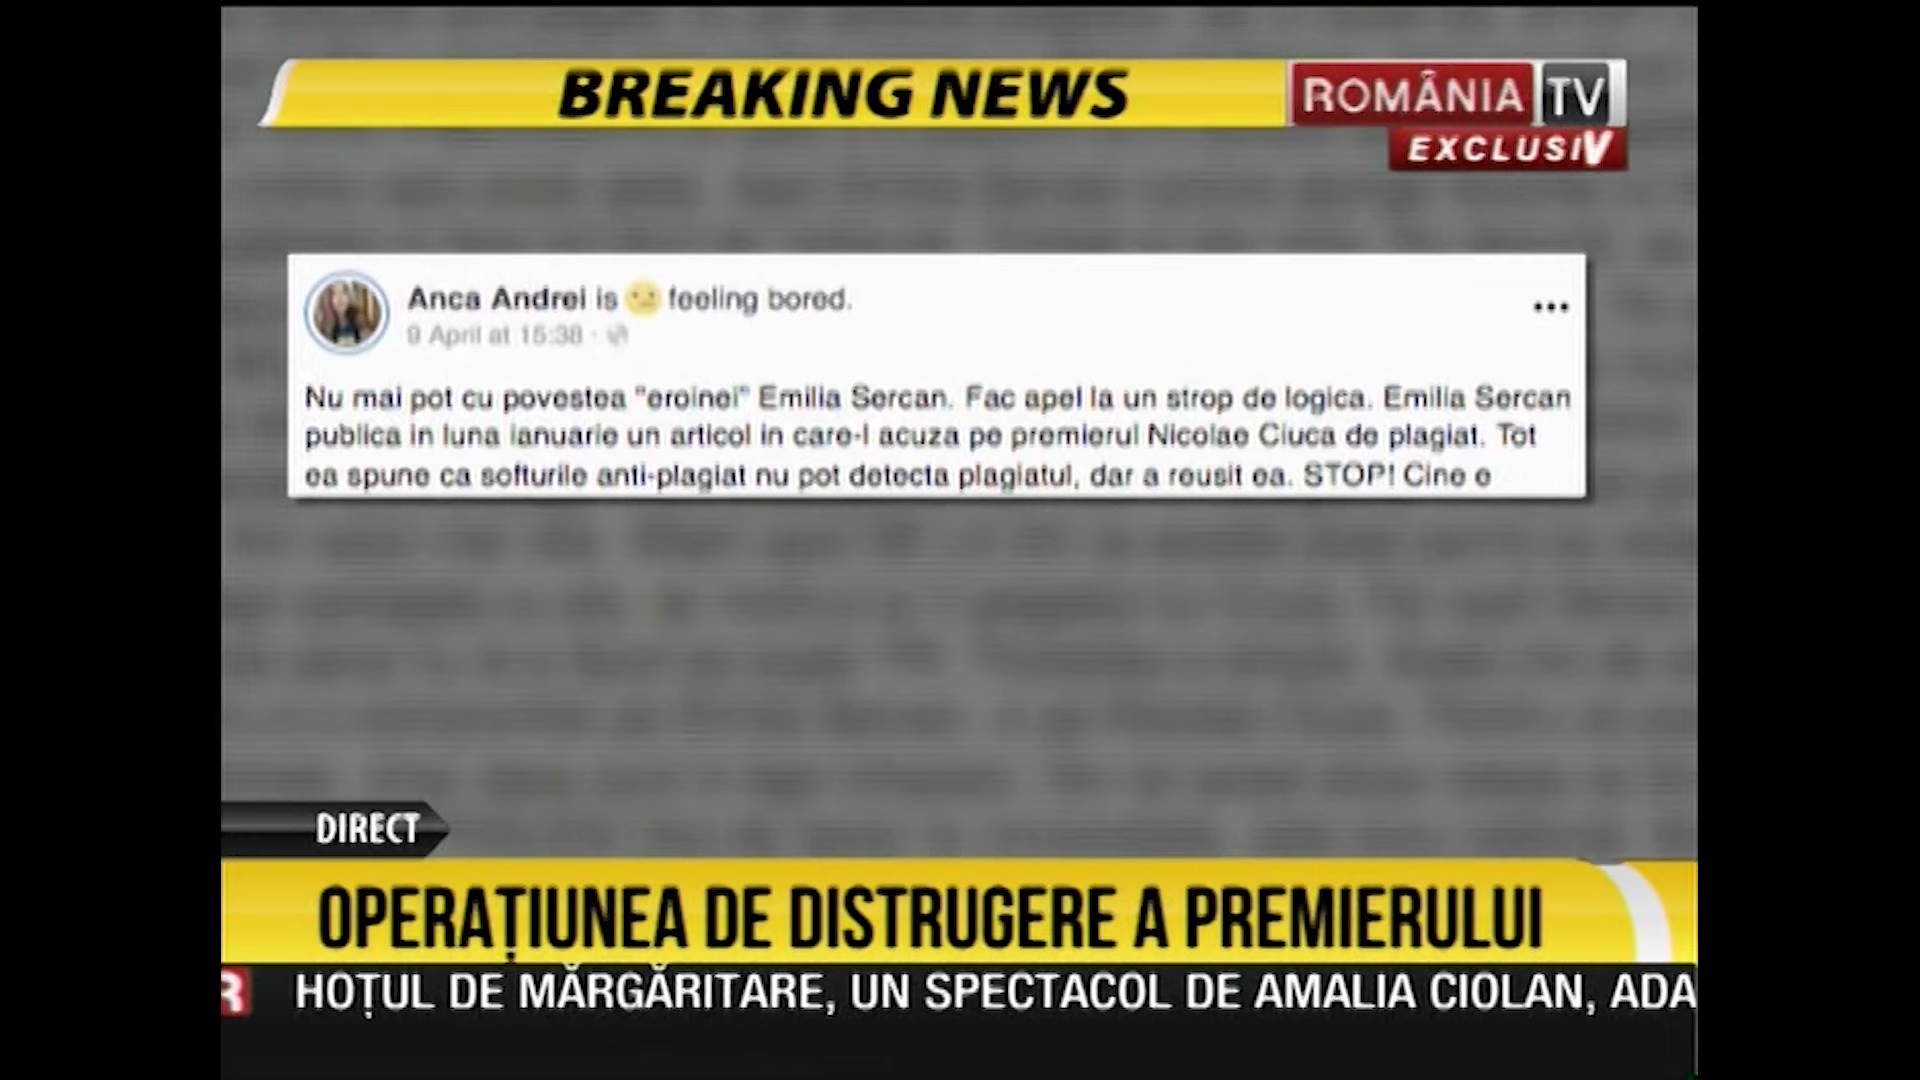 BREAKING NEWS
ROMÂNIA TV
EXCLUSIV
Anca Andrei is feeling bored.
9 April at 15:38 ·
Nu mai pot cu povestea "eroinei" Emilia Sercan. Fac apel la un strop de logica. Emilia Sercan
publica in luna ianuarie un articol in care-l acuza pe premierul Nicolae Ciuca de plagiat. Tot
ea spune ca softurile anti-plagiat nu pot detecta plagiatul, dar a reusit ea. STOP! Cine e
DIRECT
OPERAȚIUNEA DE DISTRUGERE A PREMIERULUI
R HOȚUL DE MĂRGĂRITARE, UN SPECTACOL DE AMALIA CIOLAN, ADA